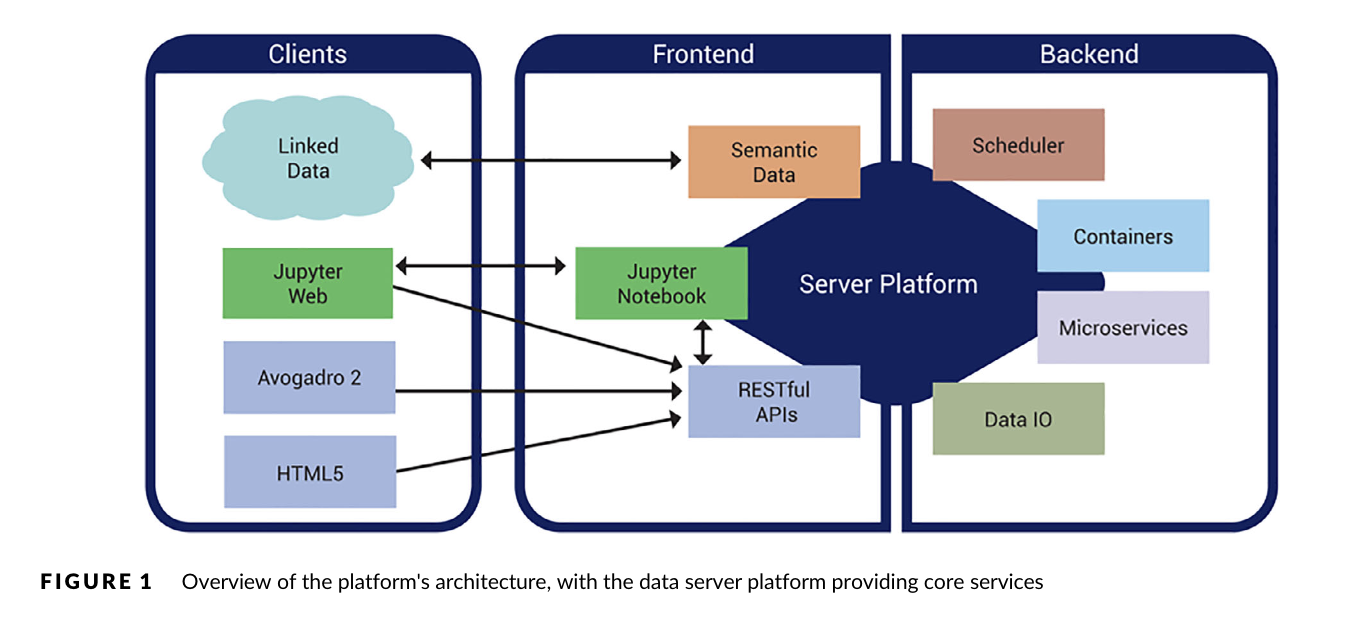 Clients
Frontend
Backend
Linked
Data
Semantic
Data
Scheduler
Containers
Jupyter
Web
Jupyter
Notebook
Server Platform
Microservices
Avogadro 2
RESTful
APIs
Data IO
HTML5
FIGURE 1 Overview of the platform's architecture, with the data server platform providing core services